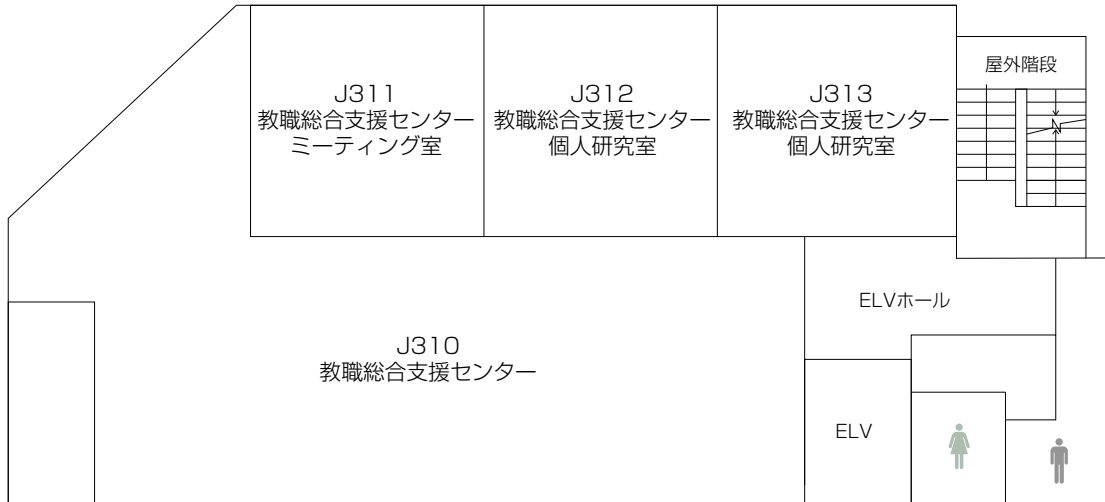 J311
教職総合支援センター
ミーティング室
J312
教職総合支援センター
個人研究室
J313
教職総合支援センター
個人研究室
屋外階段
ELVホール
J310
教職総合支援センター
ELV